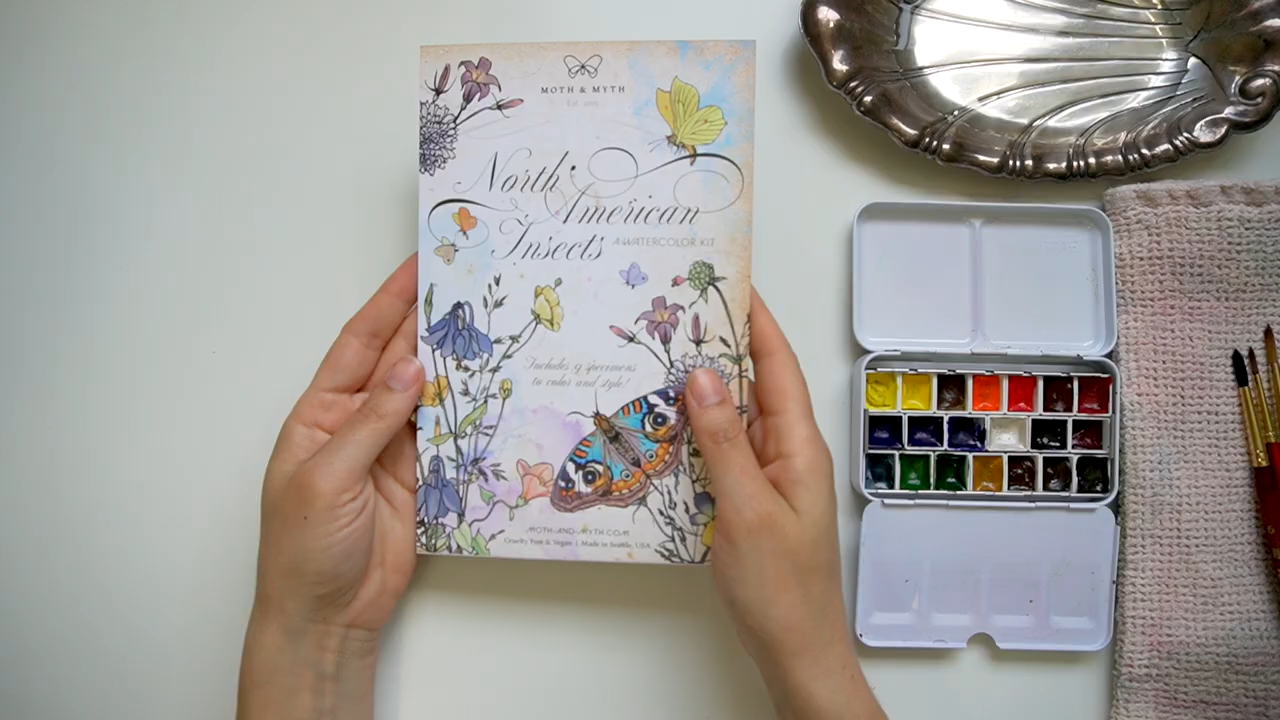 MOTH & MYTH
North
American
Insects A WATERCOLOR KIT
Includes 9 specimens
to color and style!
MOTH-AND-MYTH.COM
Cruelty Free & Vegan | Made in Seattle, USA